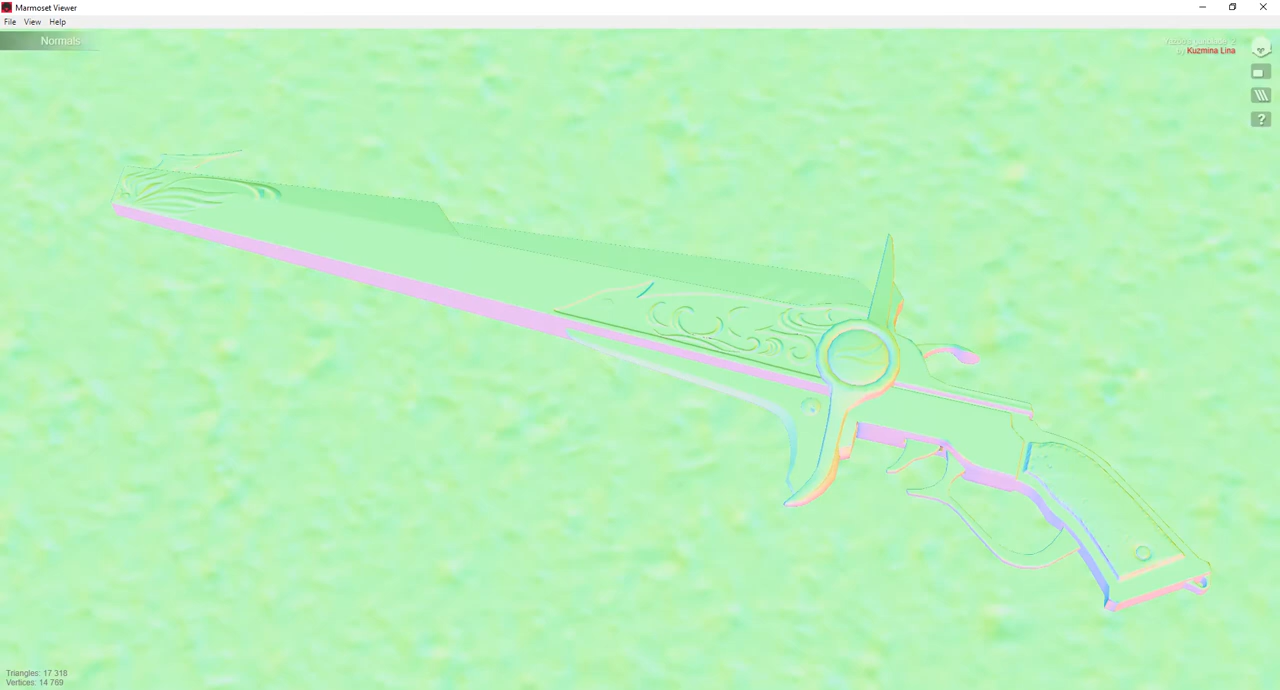 Marmoset Viewer
File View Help
Normals
by Kuzmina Lina
?
Triangles: 17 318
Vertices: 14 769